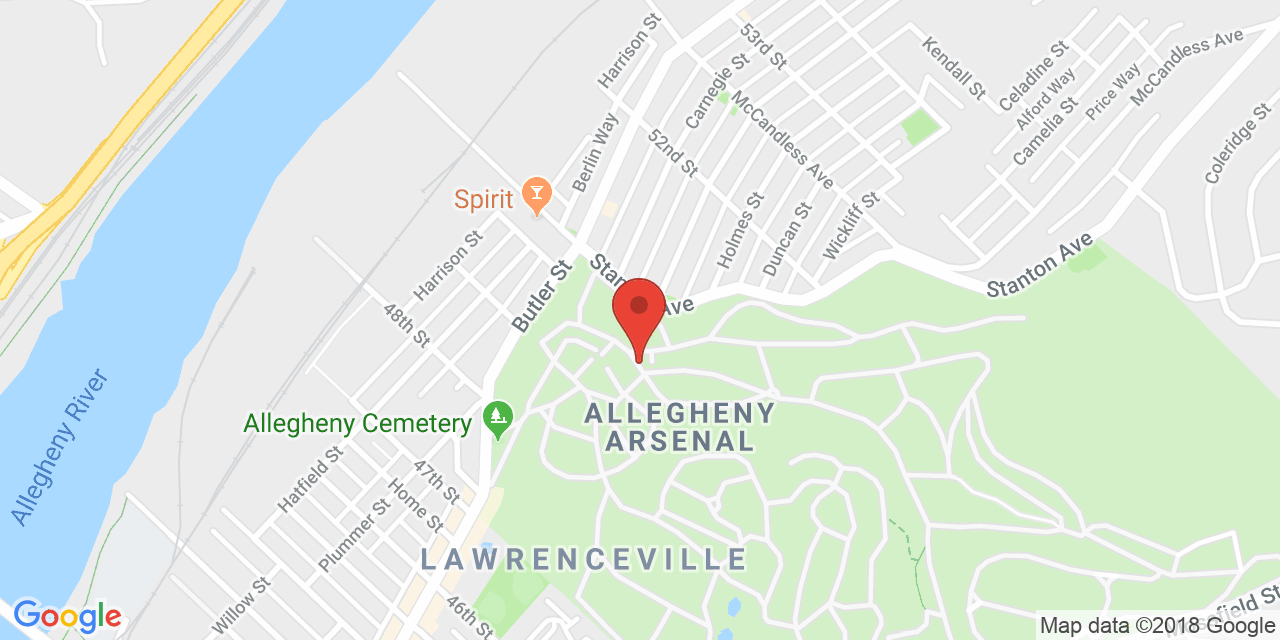 Harrison St
53rd St
Kendall St
Celadine St
Alford Way
Price Way
McCandless Ave
Camelia St
Coleridge St
Carnegie St
McCandless Ave
52nd St
Berlin Way
Spirit
Holmes St
Duncan St
Wickliff St
Stanton Ave
Harrison St
Butler St
Ave
48th St
Allegheny River
Allegheny Cemetery
ALLEGHENY
ARSENAL
Hatfield St
47th St
Home St
Plummer St
LAWRENCEVILLE
Willow St
46th St
Google
Map data ©2018 Google